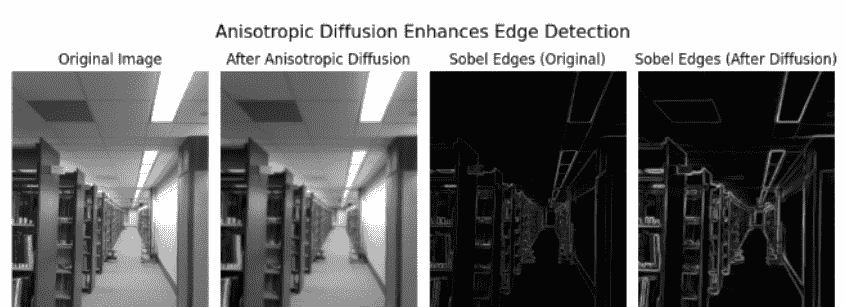 Anisotropic Diffusion Enhances Edge Detection
Original Image
After Anisotropic Diffusion
Sobel Edges (Original)
Sobel Edges (After Diffusion)